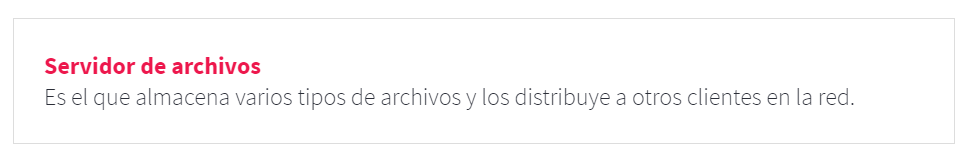 Servidor de archivos
Es el que almacena varios tipos de archivos y los distribuye a otros clientes en la red.